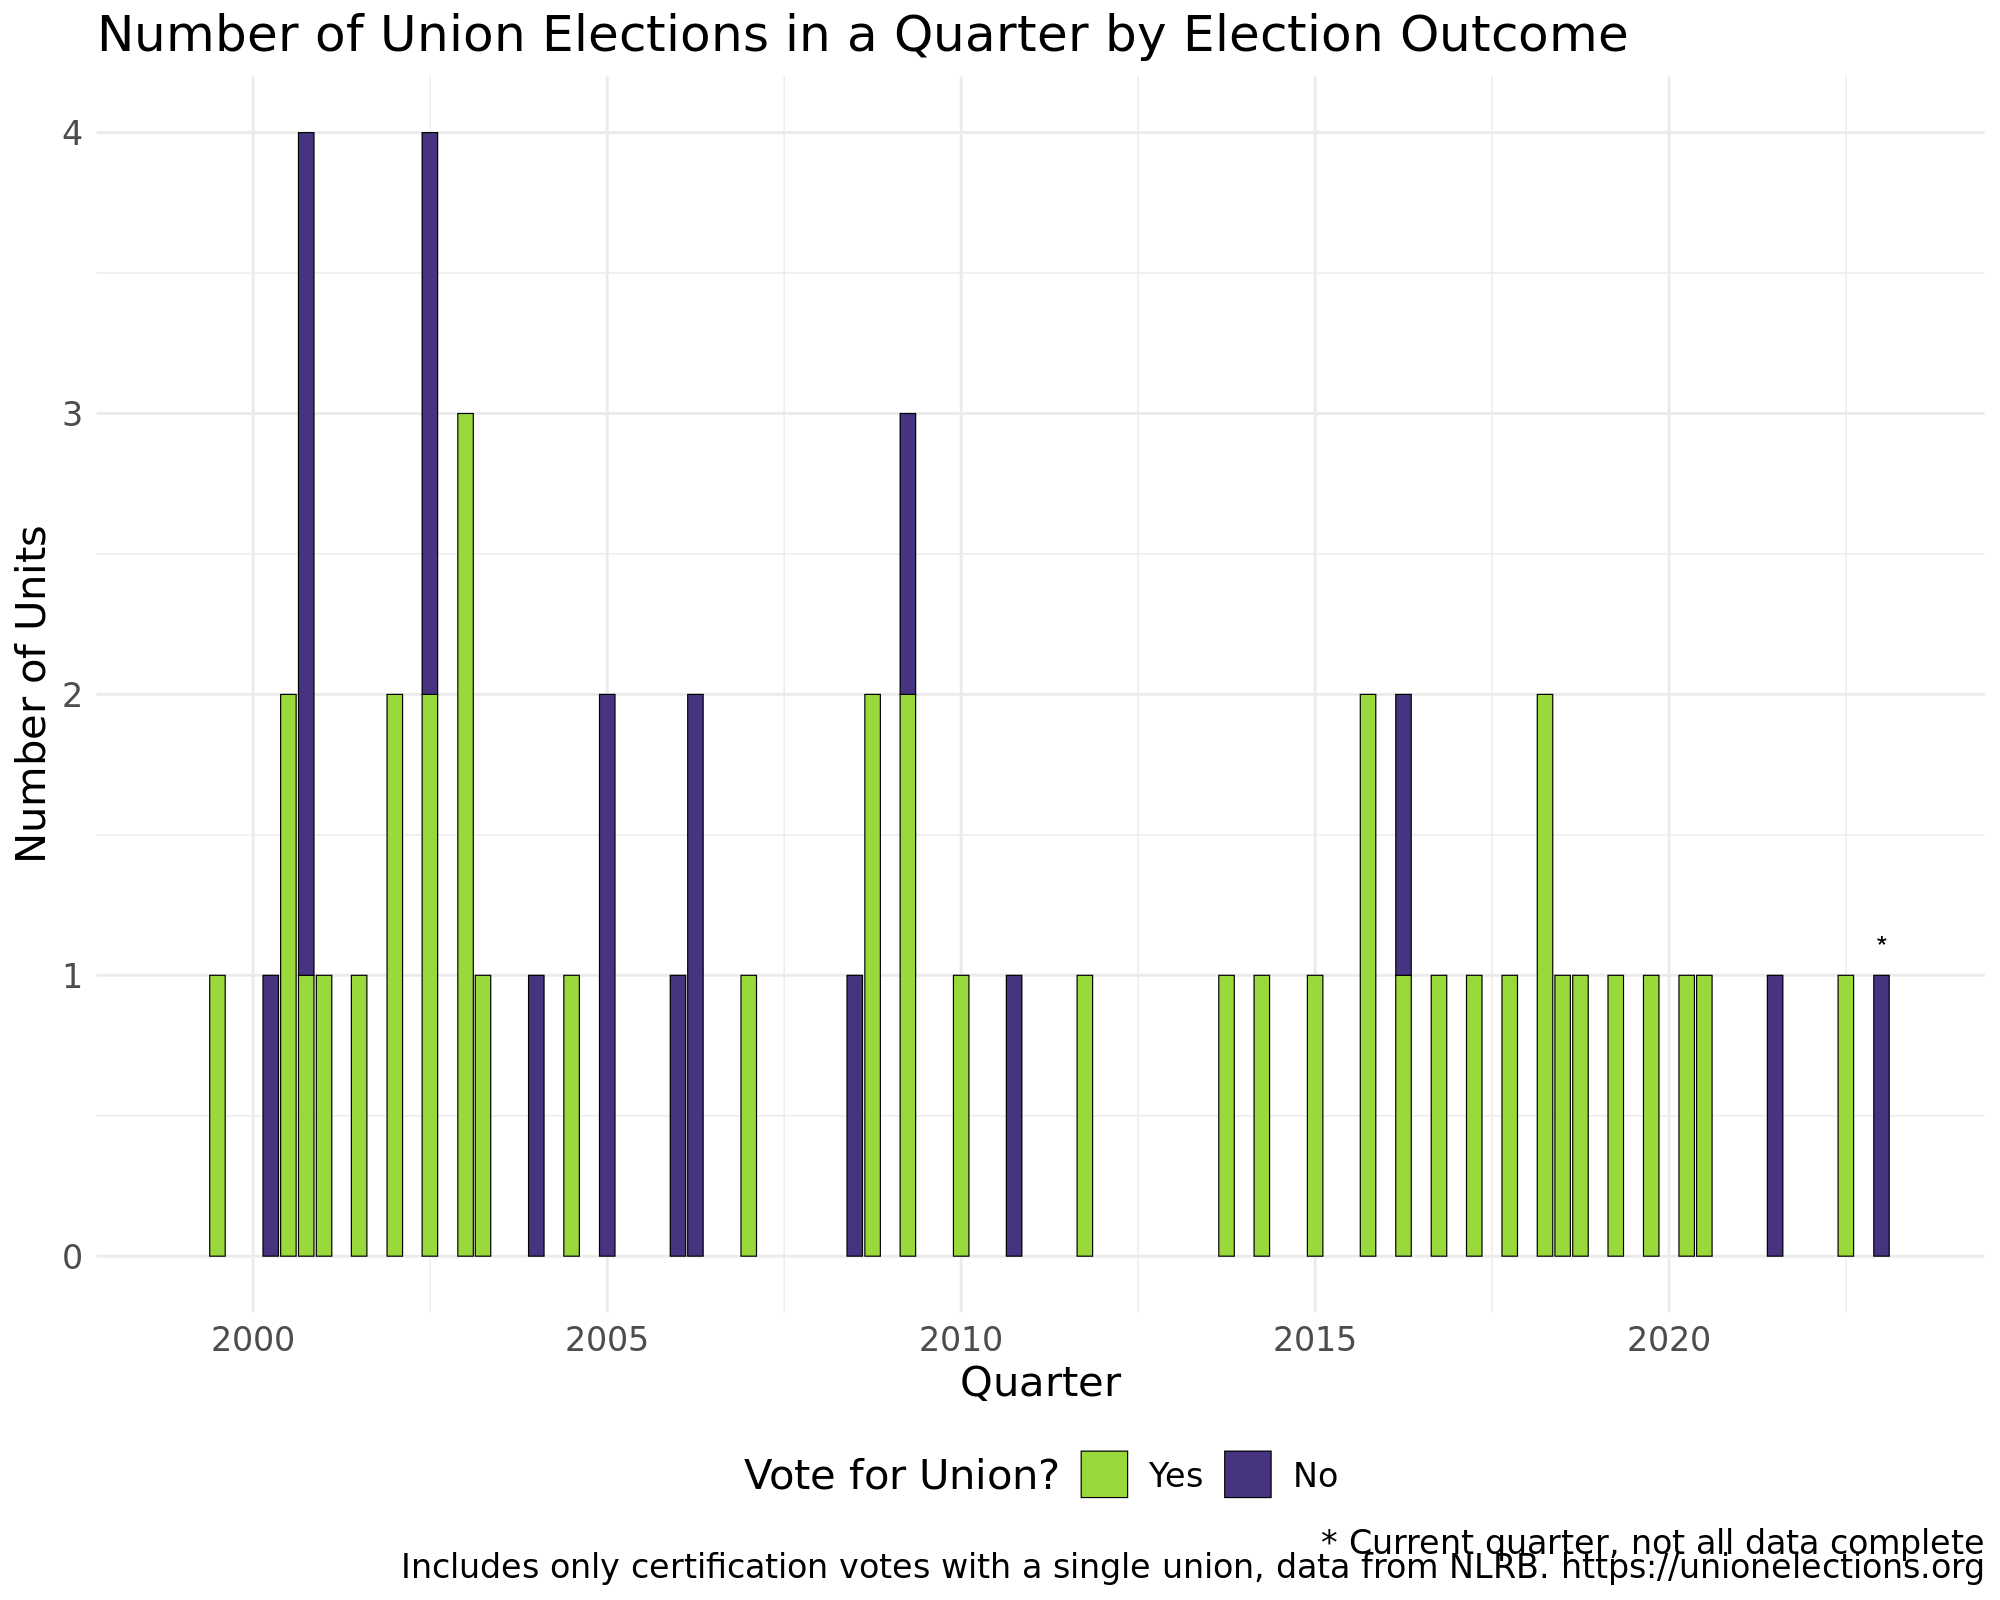 Number of Union Elections in a Quarter by Election Outcome
Number of Units
4
3
2
1
0
*
2000 2005 2010 2015 2020
Quarter
Vote for Union? Yes No
* Current quarter, not all data complete
Includes only certification votes with a single union, data from NLRB. https://unionelections.org